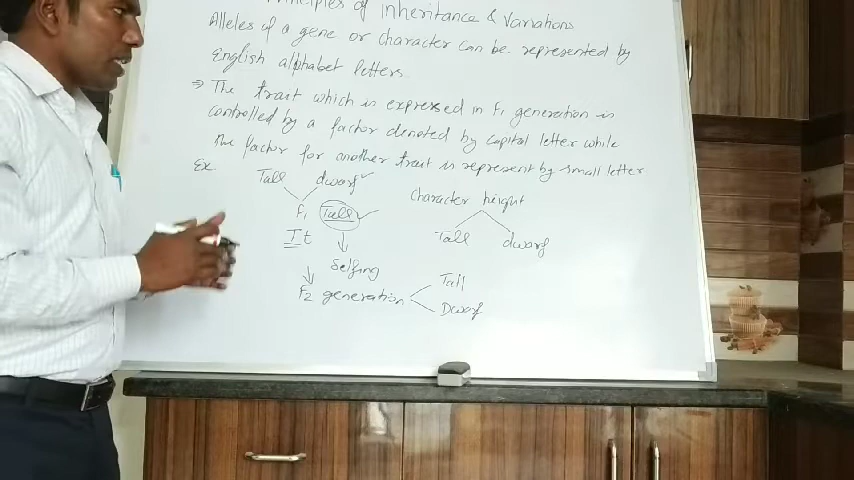 Principles of inheritance & Variations
Alleles of a gene or character can be represented by
English alphabet letters
⇒ The trait which is expressed in F1 generation is
controlled by a factor denoted by capital letter while
the factor for another trait is represent by small letter
Ex
Tall dwarf ✓
F1 Tall ✓
Tt
↓
Selfing
↓
F2 generation
Tall
Dwarf
Character height
Tall dwarf